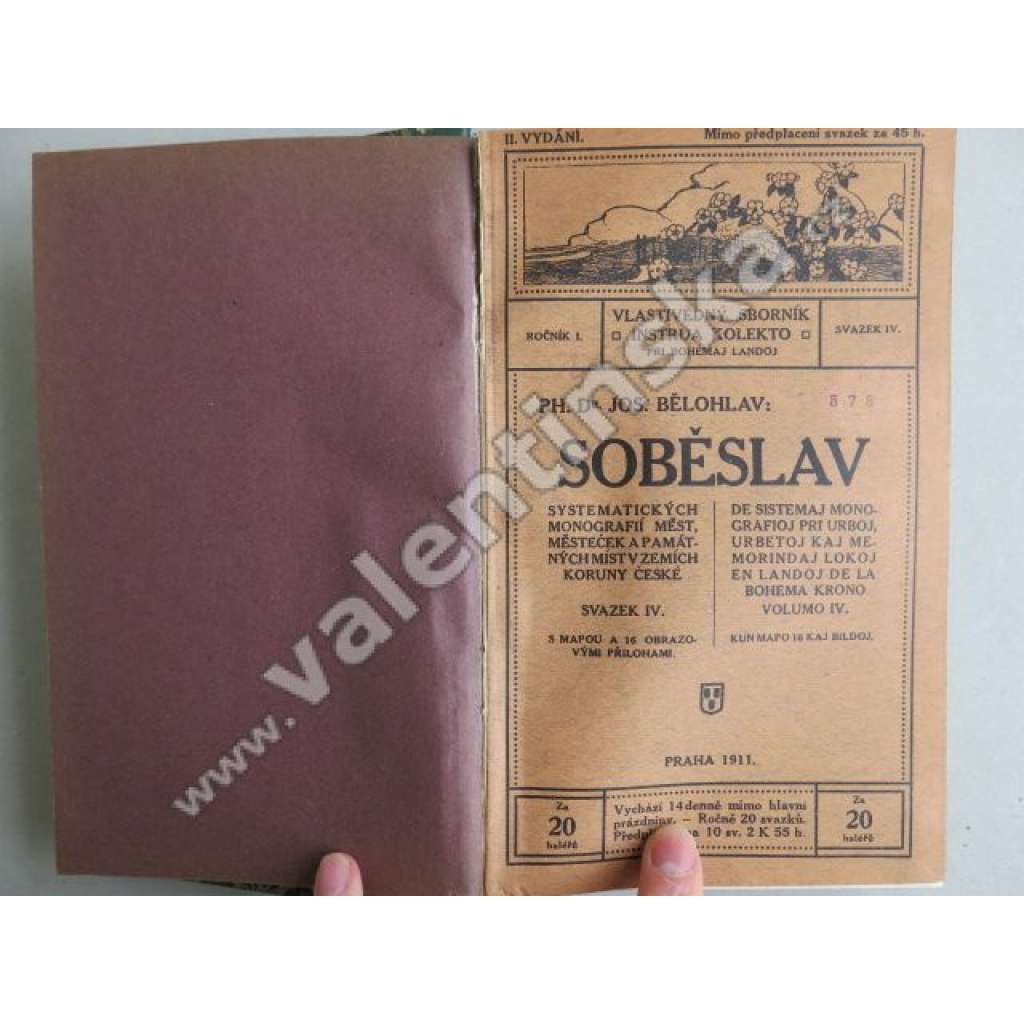 II. VYDÁNÍ.
Mimo předplacení svazek za 45 h.
ROČNÍK I.
VLASTIVĚDNÝ SBORNÍK
INSTRUA KOLEKTO
PRI BOHEMAJ LANDOJ
SVAZEK IV.
PH. Dr. JOS. BĚLOHLAV:
SOBĚSLAV
SYSTEMATICKÝCH
MONOGRAFIÍ MĚST,
MĚSTEČEK A PAMÁT-
NÝCH MÍST V ZEMÍCH
KORUNY ČESKÉ
SVAZEK IV.
S MAPOU A 16 OBRAZO-
VÝMI PŘÍLOHAMI.
DE SISTEMAJ MONO-
GRAFIOJ PRI URBOJ,
URBETOJ KAJ ME-
MORINDAJ LOKOJ
EN LANDOJ DE LA
BOHEMA KRONO
VOLUMO IV.
KUN MAPO 16 KAJ BILDOJ.
PRAHA 1911.
Za
20
haléřů
Vychází 14denně mimo hlavní
prázdniny. – Ročně 20 svazků.
10 sv. 2 K 55 h.
Za
20
haléřů
www.valentinska.cz